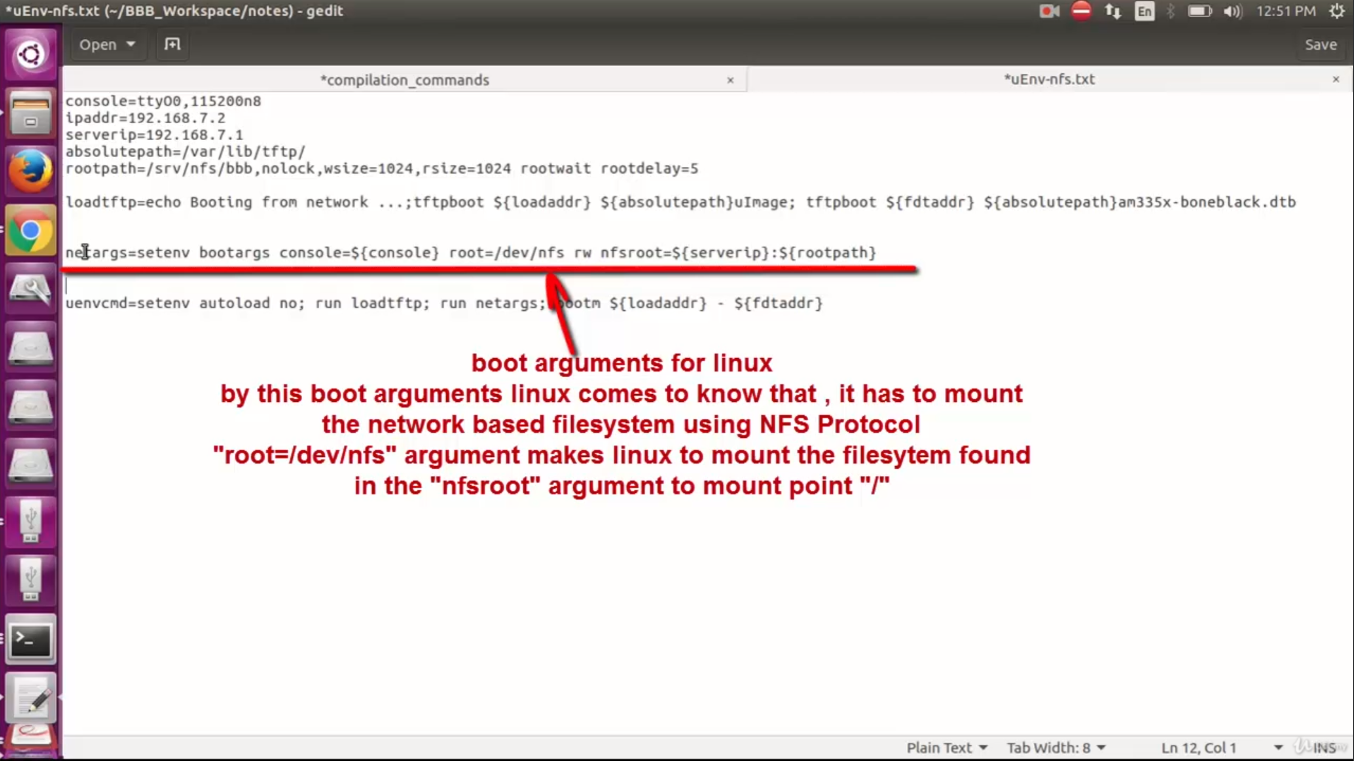 *uEnv-nfs.txt (~/BBB_Workspace/notes) - gedit
En
12:51 PM
Open
Save
*compilation_commands
×
*uEnv-nfs.txt
×
console=ttyO0,115200n8
ipaddr=192.168.7.2
serverip=192.168.7.1
absolutepath=/var/lib/tftp/
rootpath=/srv/nfs/bbb,nolock,wsize=1024,rsize=1024 rootwait rootdelay=5
loadtftp=echo Booting from network ...;tftpboot ${loadaddr} ${absolutepath}uImage; tftpboot ${fdtaddr} ${absolutepath}am335x-boneblack.dtb
netargs=setenv bootargs console=${console} root=/dev/nfs rw nfsroot=${serverip}:${rootpath}
uenvcmd=setenv autoload no; run loadtftp; run netargs; bootm ${loadaddr} - ${fdtaddr}
boot arguments for linux
by this boot arguments linux comes to know that , it has to mount
the network based filesystem using NFS Protocol
"root=/dev/nfs" argument makes linux to mount the filesytem found
in the "nfsroot" argument to mount point "/"
Plain Text
Tab Width: 8
Ln 12, Col 1
INS